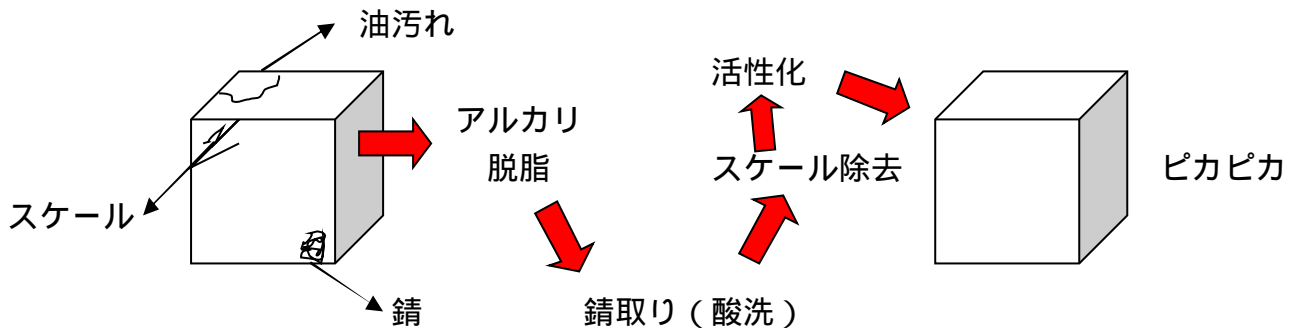 油汚れ
スケール
錆
アルカリ
脱脂
錆取り(酸洗)
スケール除去
活性化
ピカピカ